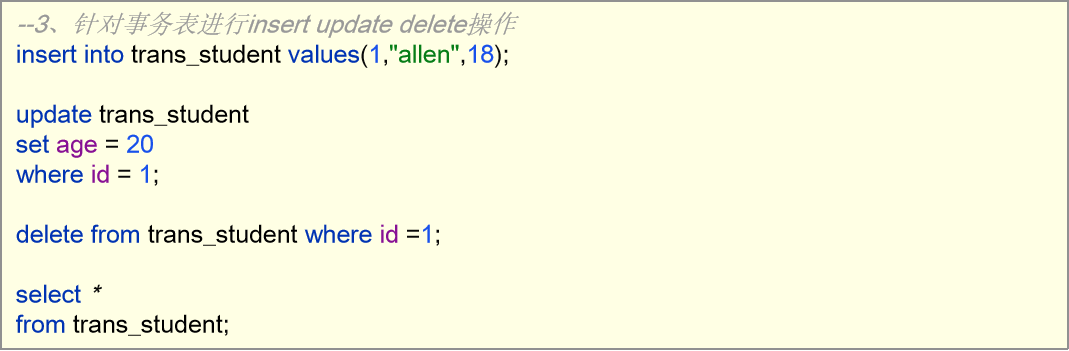 --3、针对事务表进行insert update delete操作
insert into trans_student values(1,"allen",18);
update trans_student
set age = 20
where id = 1;
delete from trans_student where id =1;
select *
from trans_student;